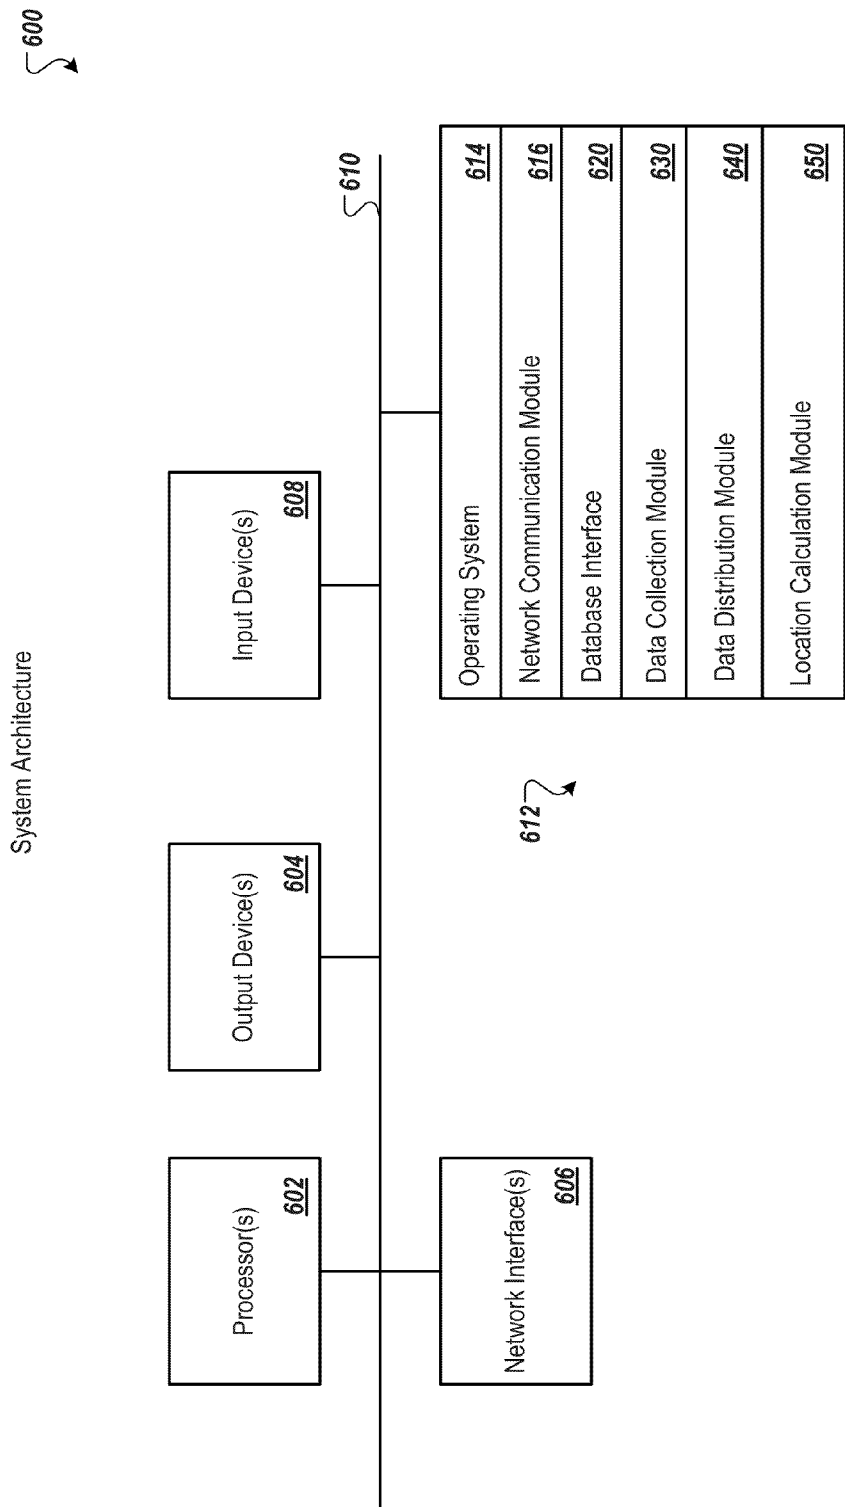 System Architecture
600
Processor(s)
602
Output Device(s)
604
Input Device(s)
608
610
Network Interface(s)
606
612
Operating System 614
Network Communication Module 616
Database Interface 620
Data Collection Module 630
Data Distribution Module 640
Location Calculation Module 650